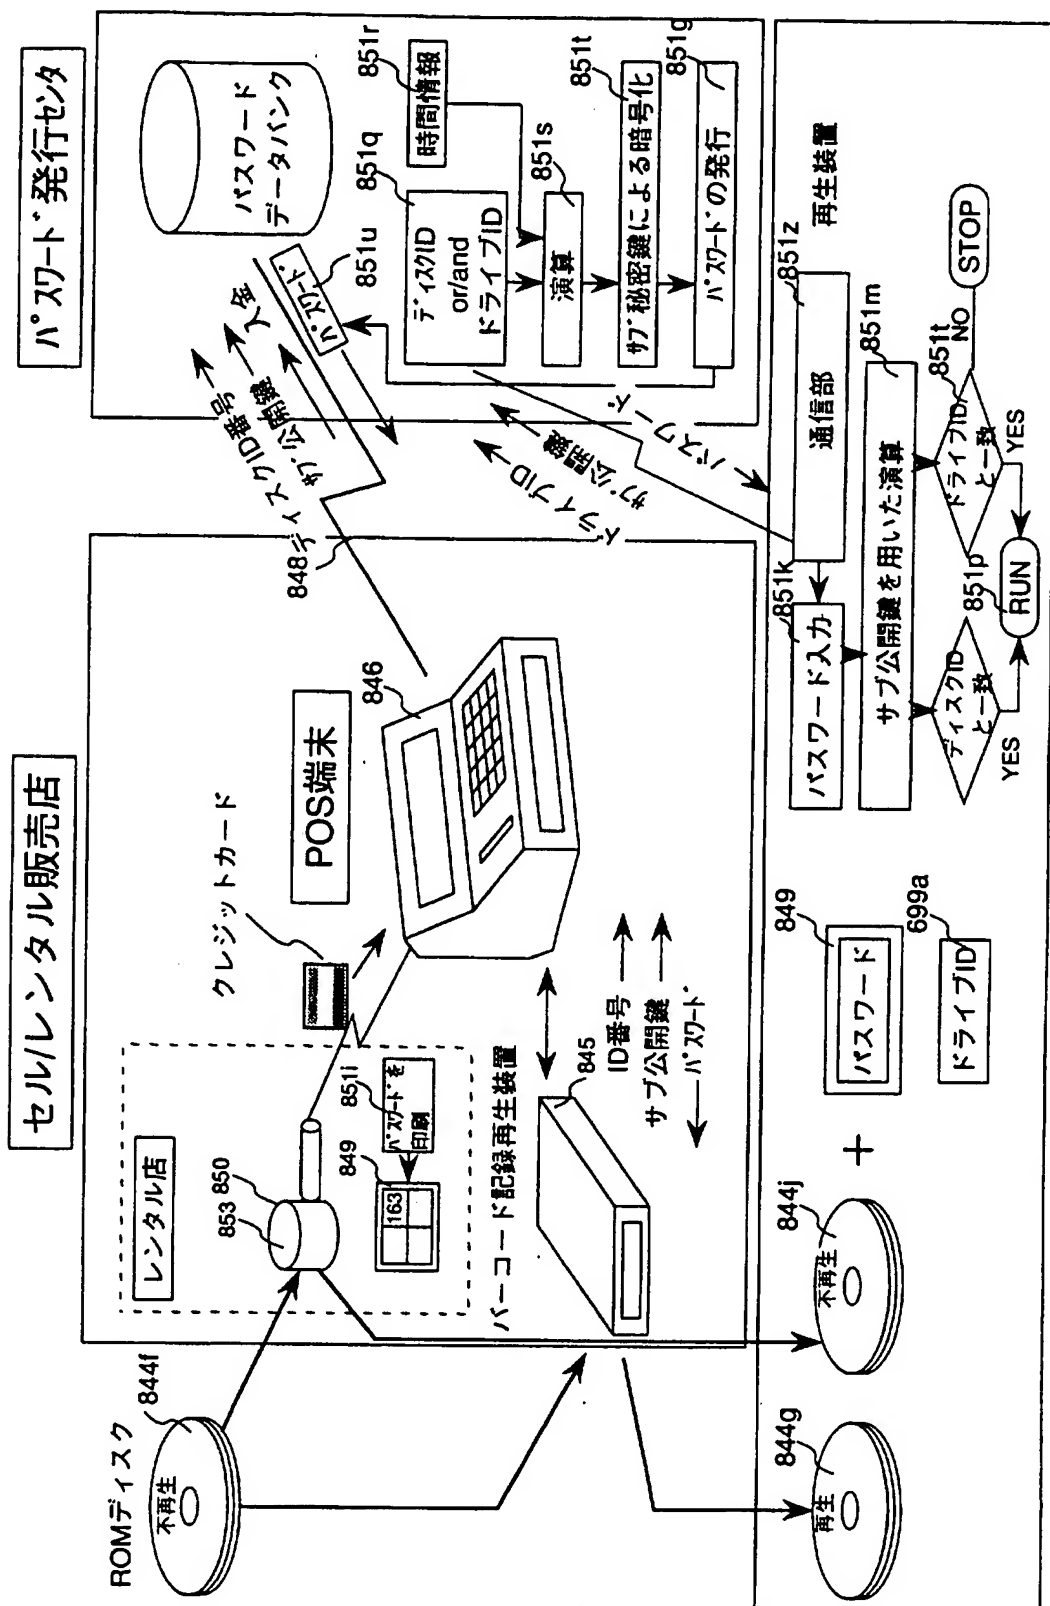 セル/レンタル販売店
ROMディスク
844f
不再生
レンタル店
853
850
849
163
851i
パスワードを
印刷
クレジットカード
POS端末
846
バーコード記録再生装置
845
ID番号
サブ公開鍵
パスワード
848
ディスクID番号
サブ公開鍵
入金
パスワード発行センタ
パスワード
データバンク
パスワード
851u
851q
ディスクID
or/and
ドライブID
851r
時間情報
851s
演算
851t
サブ秘密鍵による暗号化
851g
パスワードの発行
ドライブID
サブ公開鍵
パスワード
844g
再生
844j
不再生
+
849
パスワード
699a
ドライブID
再生装置
851z
通信部
851k
パスワード入力
851m
サブ公開鍵を用いた演算
ディスクID
と一致
YES
851p
RUN
851t
ドライブID
と一致
YES
NO
STOP